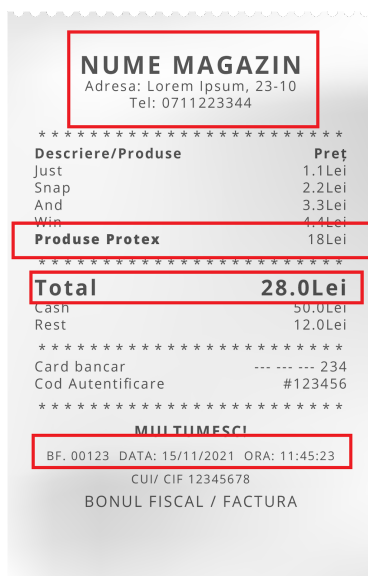 NUME MAGAZIN
Adresa: Lorem Ipsum, 23-10
Tel: 0711223344
* * * * * * * * * * * * * * * * * * * * * * * *
Descriere/Produse Preț
Just 1.1Lei
Snap 2.2Lei
And 3.3Lei
Win 4.4Lei
Produse Protex 18Lei
* * * * * * * * * * * * * * * * * * * * * * * *
Total 28.0Lei
Cash 50.0Lei
Rest 12.0Lei
* * * * * * * * * * * * * * * * * * * * * * * *
Card bancar --- --- --- 234
Cod Autentificare #123456
* * * * * * * * * * * * * * * * * * * * * * * *
MULTUMESC!
BF. 00123 DATA: 15/11/2021 ORA: 11:45:23
CUI/ CIF 12345678
BONUL FISCAL / FACTURA